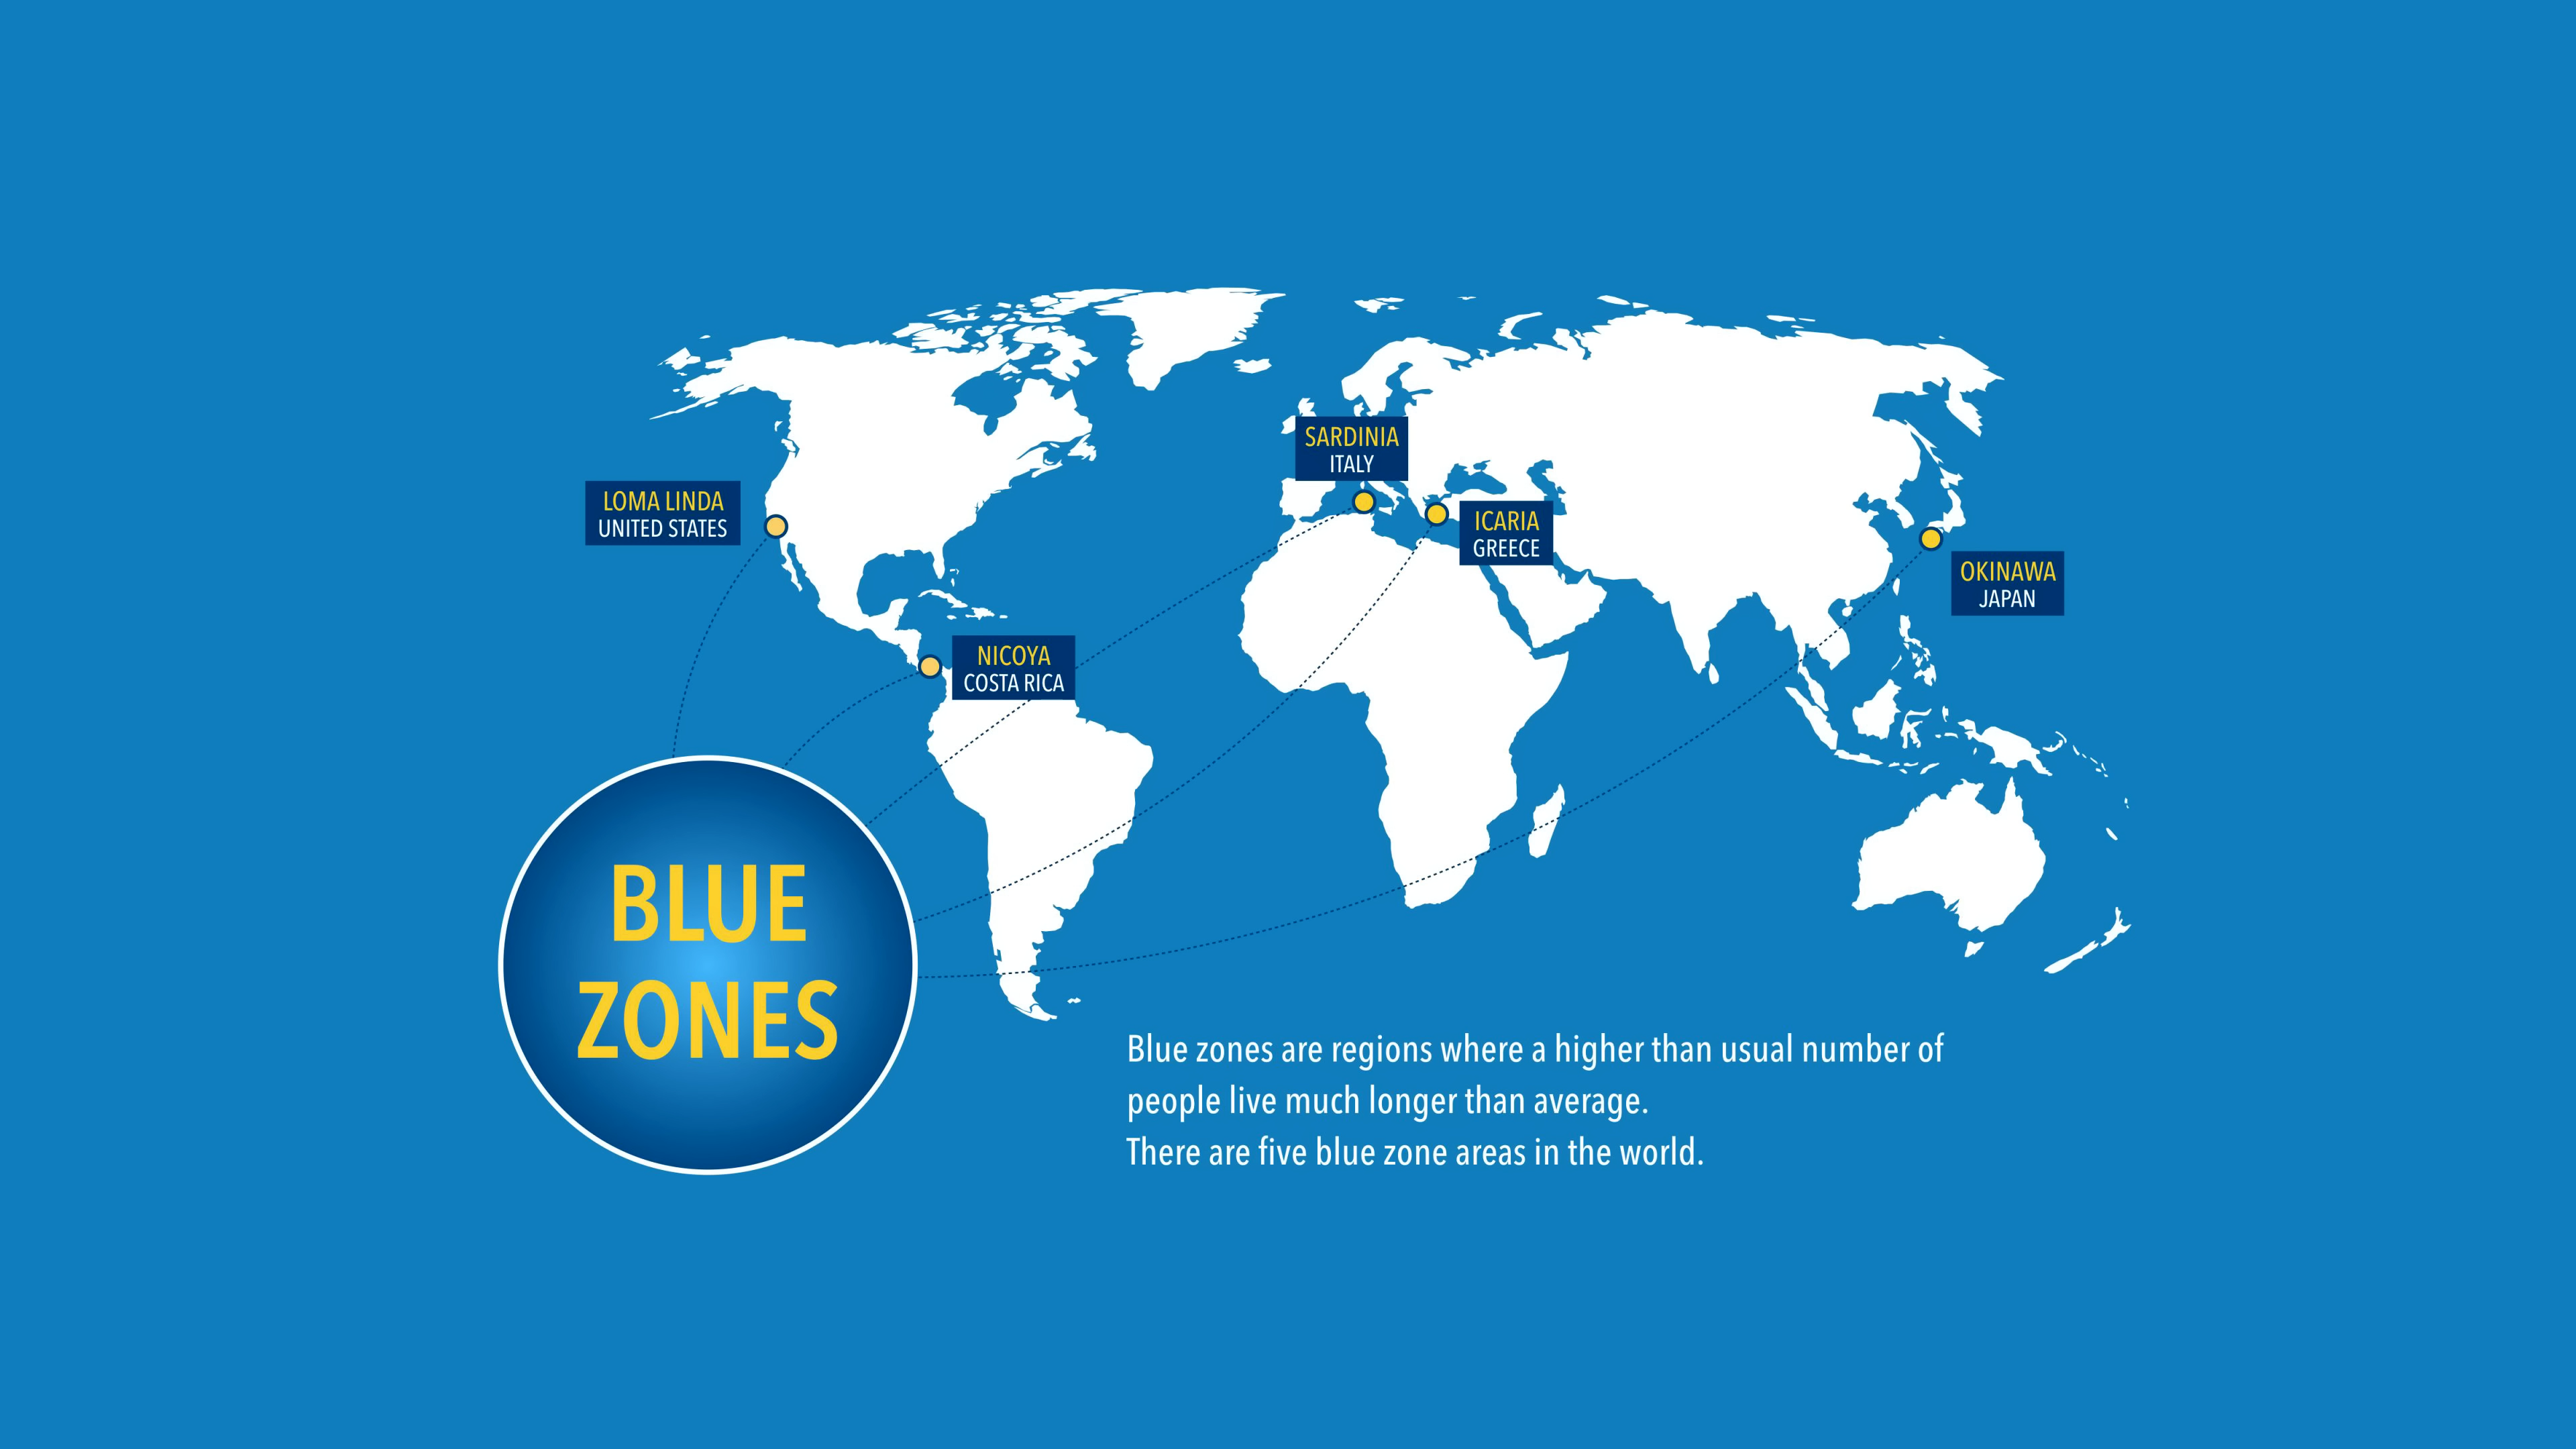 SARDINIA
ITALY
LOMA LINDA
UNITED STATES
ICARIA
GREECE
OKINAWA
JAPAN
NICOYA
COSTA RICA
BLUE
ZONES
Blue zones are regions where a higher than usual number of
people live much longer than average.
There are five blue zone areas in the world.